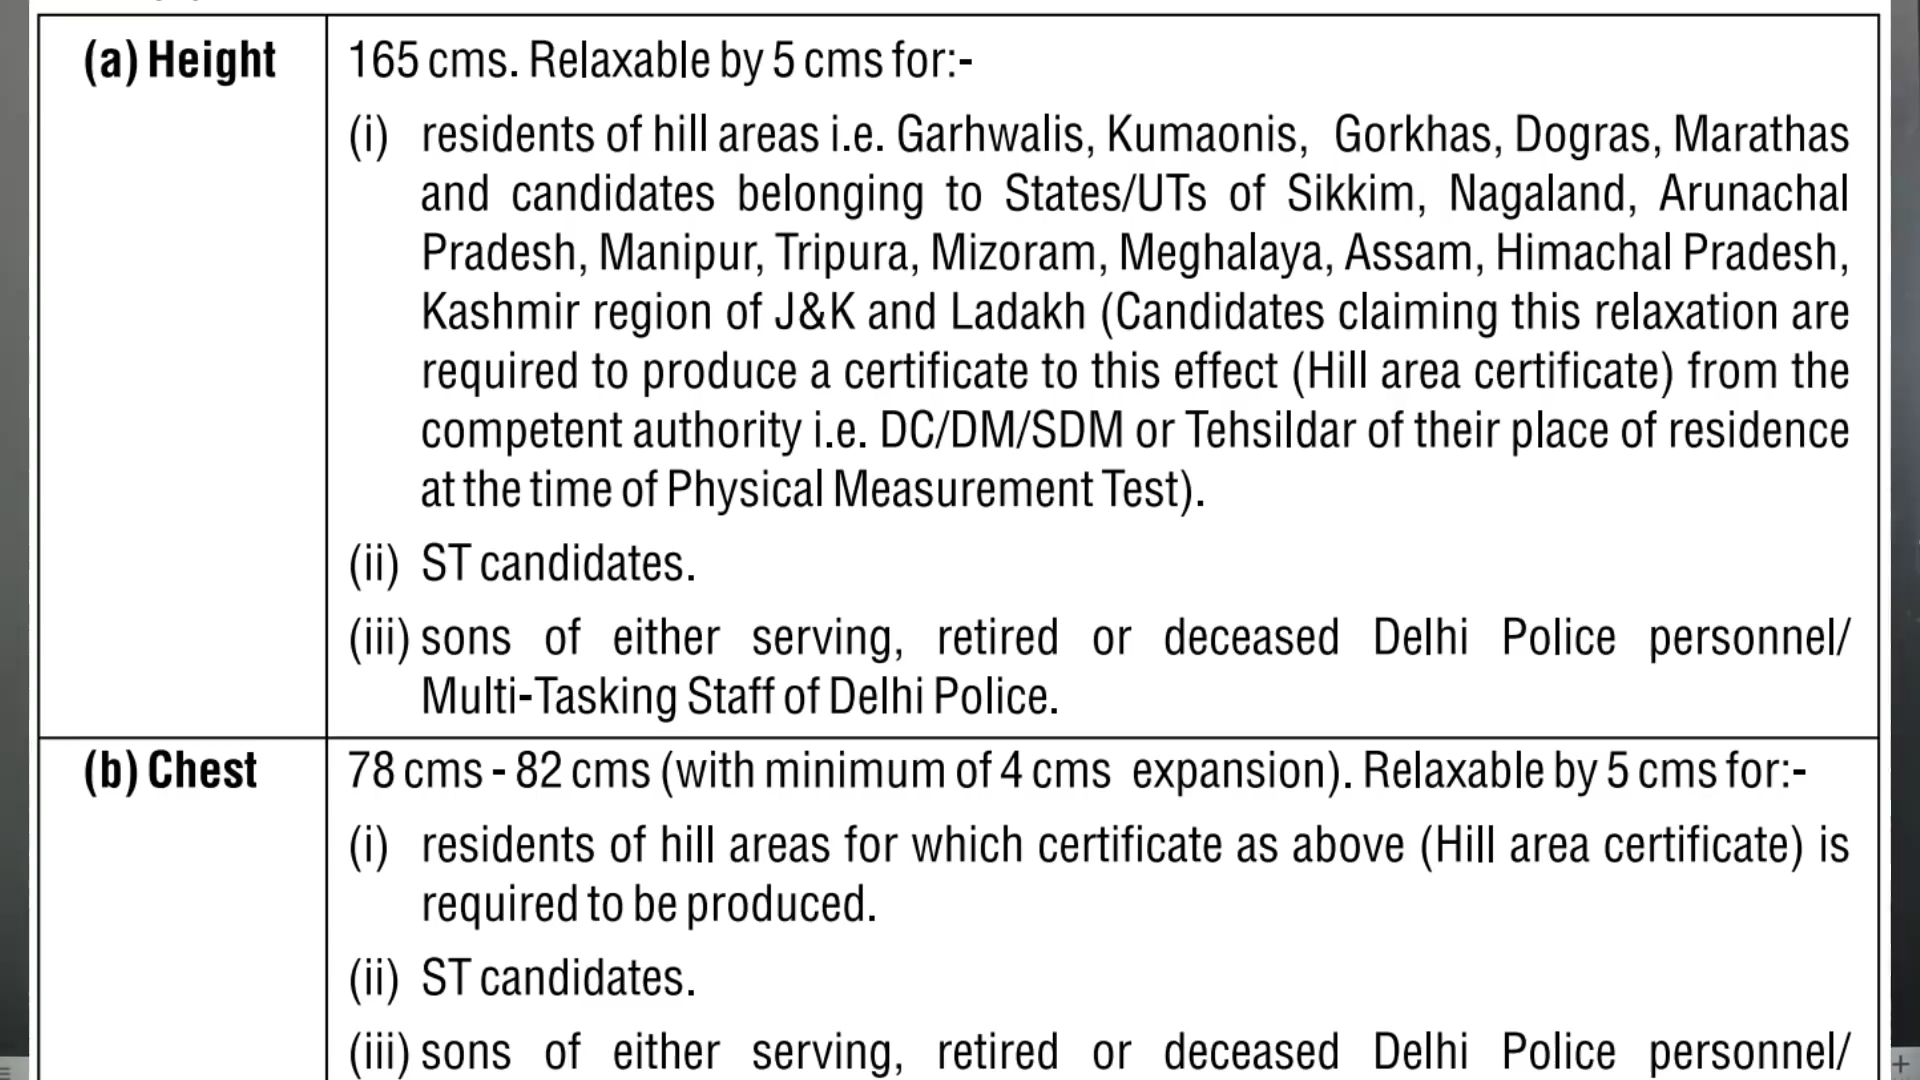 (a) Height
165 cms. Relaxable by 5 cms for:-
(i) residents of hill areas i.e. Garhwalis, Kumaonis, Gorkhas, Dogras, Marathas
and candidates belonging to States/UTs of Sikkim, Nagaland, Arunachal
Pradesh, Manipur, Tripura, Mizoram, Meghalaya, Assam, Himachal Pradesh,
Kashmir region of J&K and Ladakh (Candidates claiming this relaxation are
required to produce a certificate to this effect (Hill area certificate) from the
competent authority i.e. DC/DM/SDM or Tehsildar of their place of residence
at the time of Physical Measurement Test).
(ii) ST candidates.
(iii) sons of either serving, retired or deceased Delhi Police personnel/
Multi-Tasking Staff of Delhi Police.
(b) Chest
78 cms - 82 cms (with minimum of 4 cms expansion). Relaxable by 5 cms for:-
(i) residents of hill areas for which certificate as above (Hill area certificate) is
required to be produced.
(ii) ST candidates.
(iii) sons of either serving, retired or deceased Delhi Police personnel/